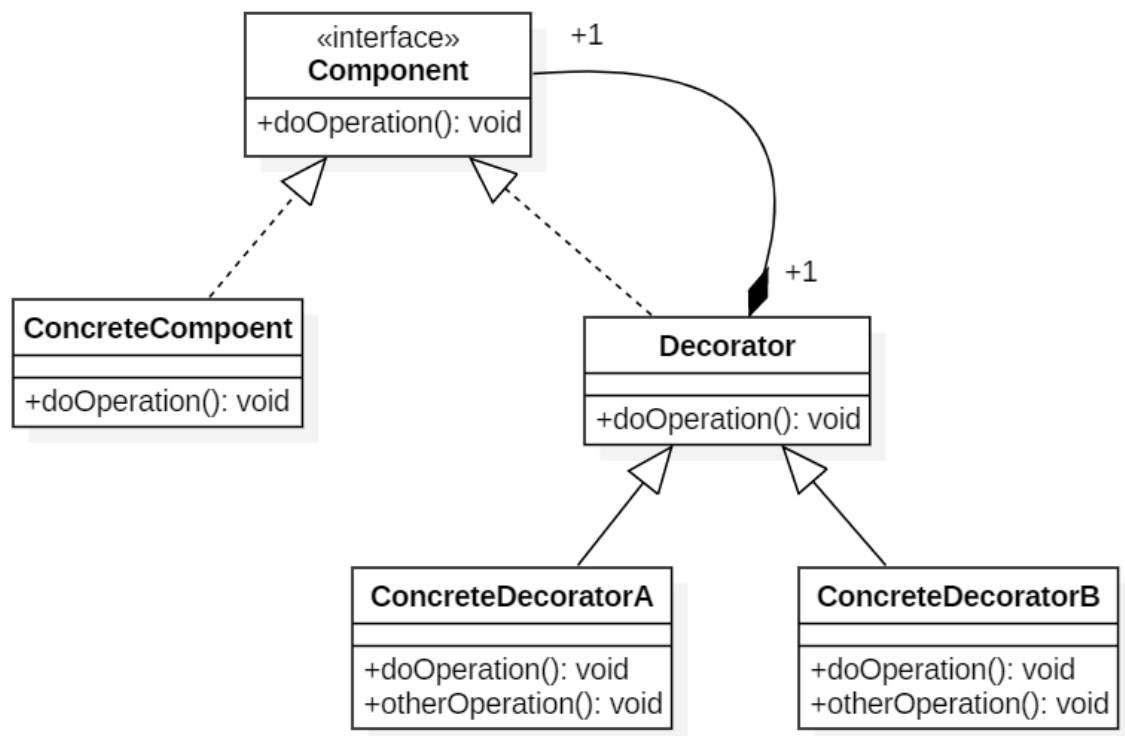 «interface»
Component
+doOperation(): void
+1
+1
ConcreteCompoent
+doOperation(): void
Decorator
+doOperation(): void
ConcreteDecoratorA
+doOperation(): void
+otherOperation(): void
ConcreteDecoratorB
+doOperation(): void
+otherOperation(): void